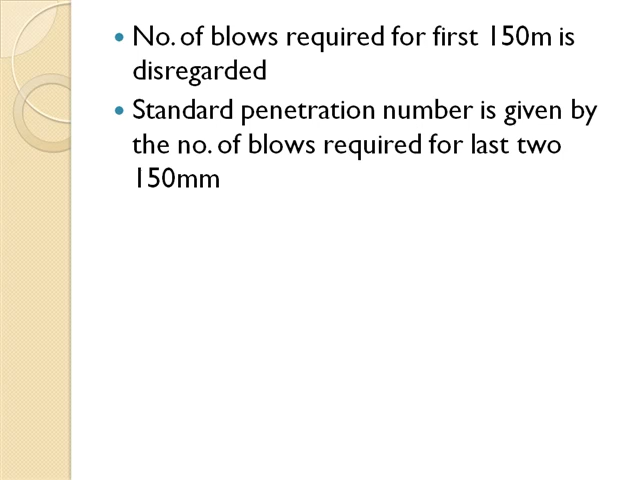 • No. of blows required for first 150m is
disregarded
• Standard penetration number is given by
the no. of blows required for last two
150mm